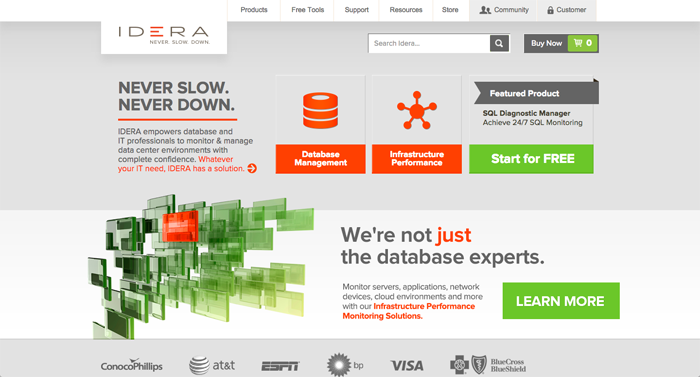 Products Free Tools Support Resources Store Community Customer
IDERA
NEVER. SLOW. DOWN.
Search Idera...
Buy Now 0
NEVER SLOW.
NEVER DOWN.
IDERA empowers database and
IT professionals to monitor & manage
data center environments with
complete confidence. Whatever
your IT need, IDERA has a solution.
Database
Management
Infrastructure
Performance
Featured Product
SQL Diagnostic Manager
Achieve 24/7 SQL Monitoring
Start for FREE
We're not just
the database experts.
Monitor servers, applications, network
devices, cloud environments and more
with our Infrastructure Performance
Monitoring Solutions.
LEARN MORE
ConocoPhillips at&t ESPN bp VISA BlueCross
BlueShield